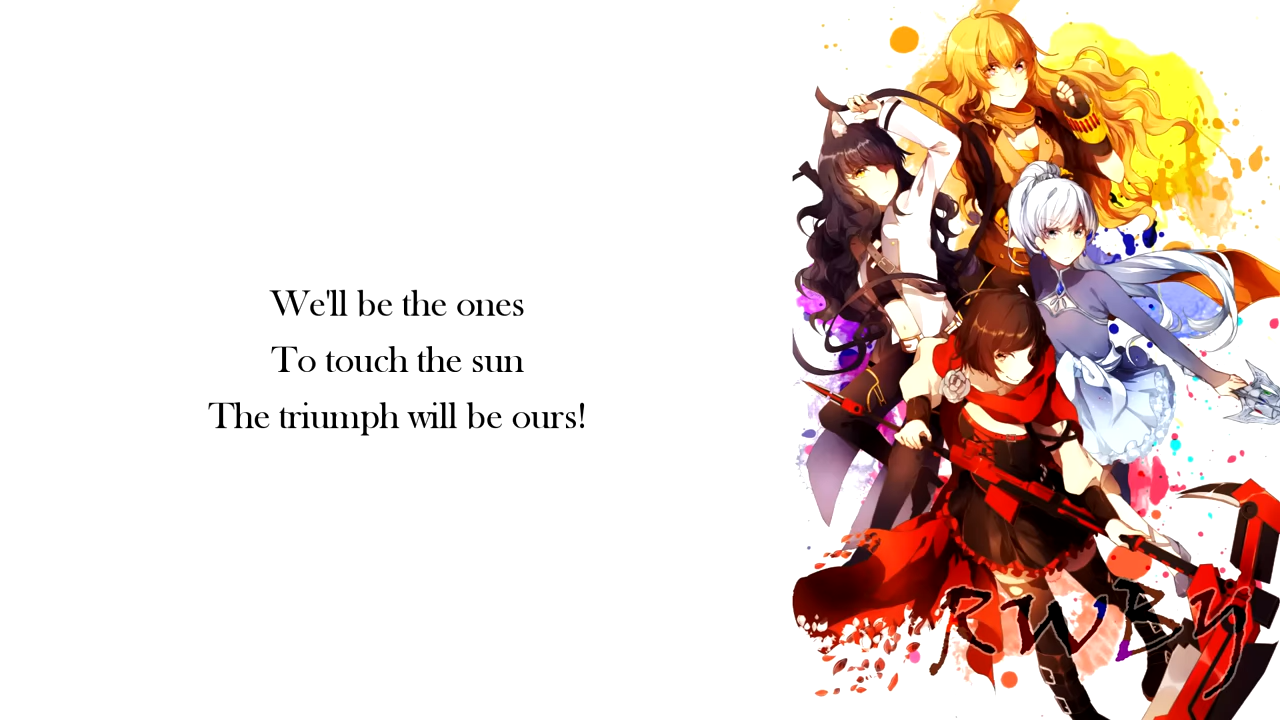 We'll be the ones
To touch the sun
The triumph will be ours!
RWBY